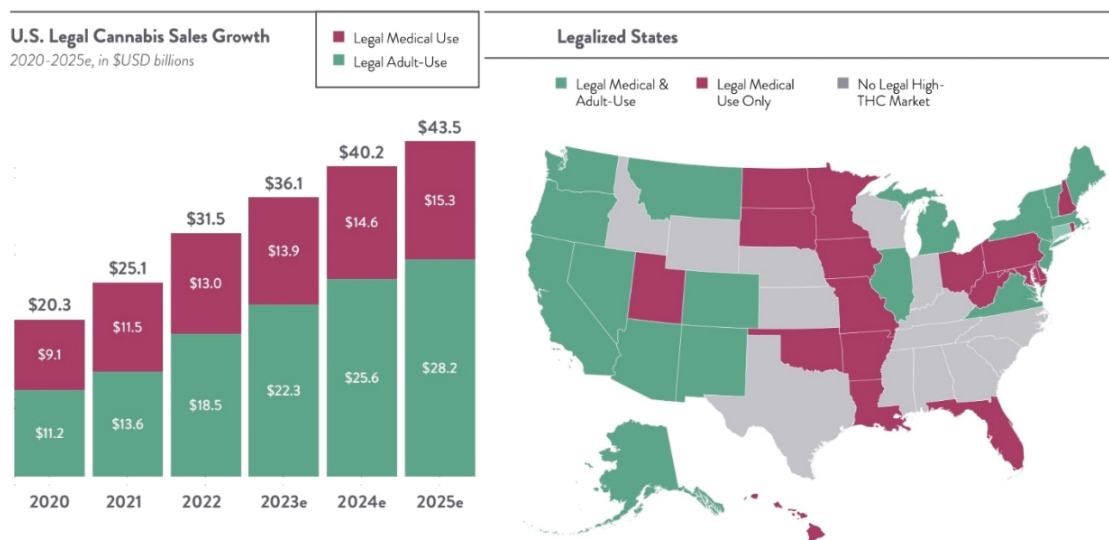 U.S. Legal Cannabis Sales Growth
2020-2025e, in $USD billions
Legal Medical Use
Legal Adult-Use
$20.3
$9.1
$11.2
2020
$25.1
$11.5
$13.6
2021
$31.5
$13.0
$18.5
2022
$36.1
$13.9
$22.3
2023e
$40.2
$14.6
$25.6
2024e
$43.5
$15.3
$28.2
2025e
Legalized States
Legal Medical &
Adult-Use
Legal Medical
Use Only
No Legal High-
THC Market